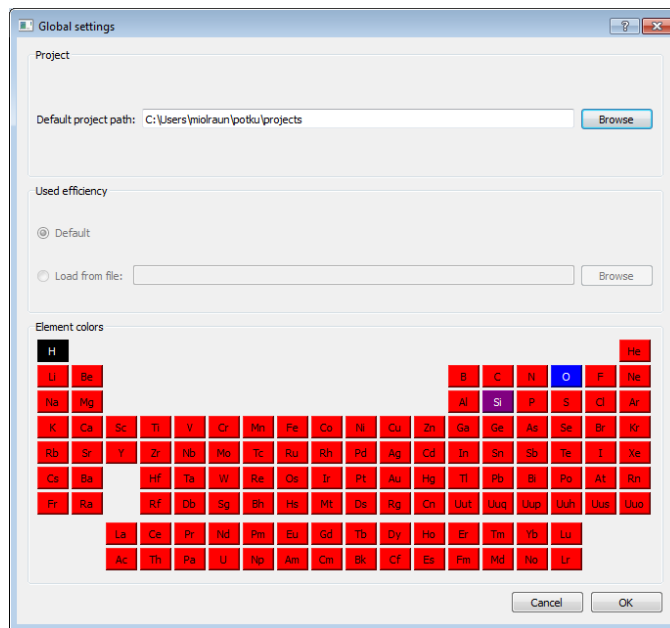 Global settings
Project
Default project path: C:\Users\miolraun\potku\projects Browse
Used efficiency
Default
Load from file: Browse
Element colors
H He
Li Be B C N O F Ne
Na Mg Al Si P S Cl Ar
K Ca Sc Ti V Cr Mn Fe Co Ni Cu Zn Ga Ge As Se Br Kr
Rb Sr Y Zr Nb Mo Tc Ru Rh Pd Ag Cd In Sn Sb Te I Xe
Cs Ba Hf Ta W Re Os Ir Pt Au Hg Tl Pb Bi Po At Rn
Fr Ra Rf Db Sg Bh Hs Mt Ds Rg Cn Uut Uuq Uup Uuh Uus Uuo
La Ce Pr Nd Pm Eu Gd Tb Dy Ho Er Tm Yb Lu
Ac Th Pa U Np Am Cm Bk Cf Es Fm Md No Lr
Cancel OK